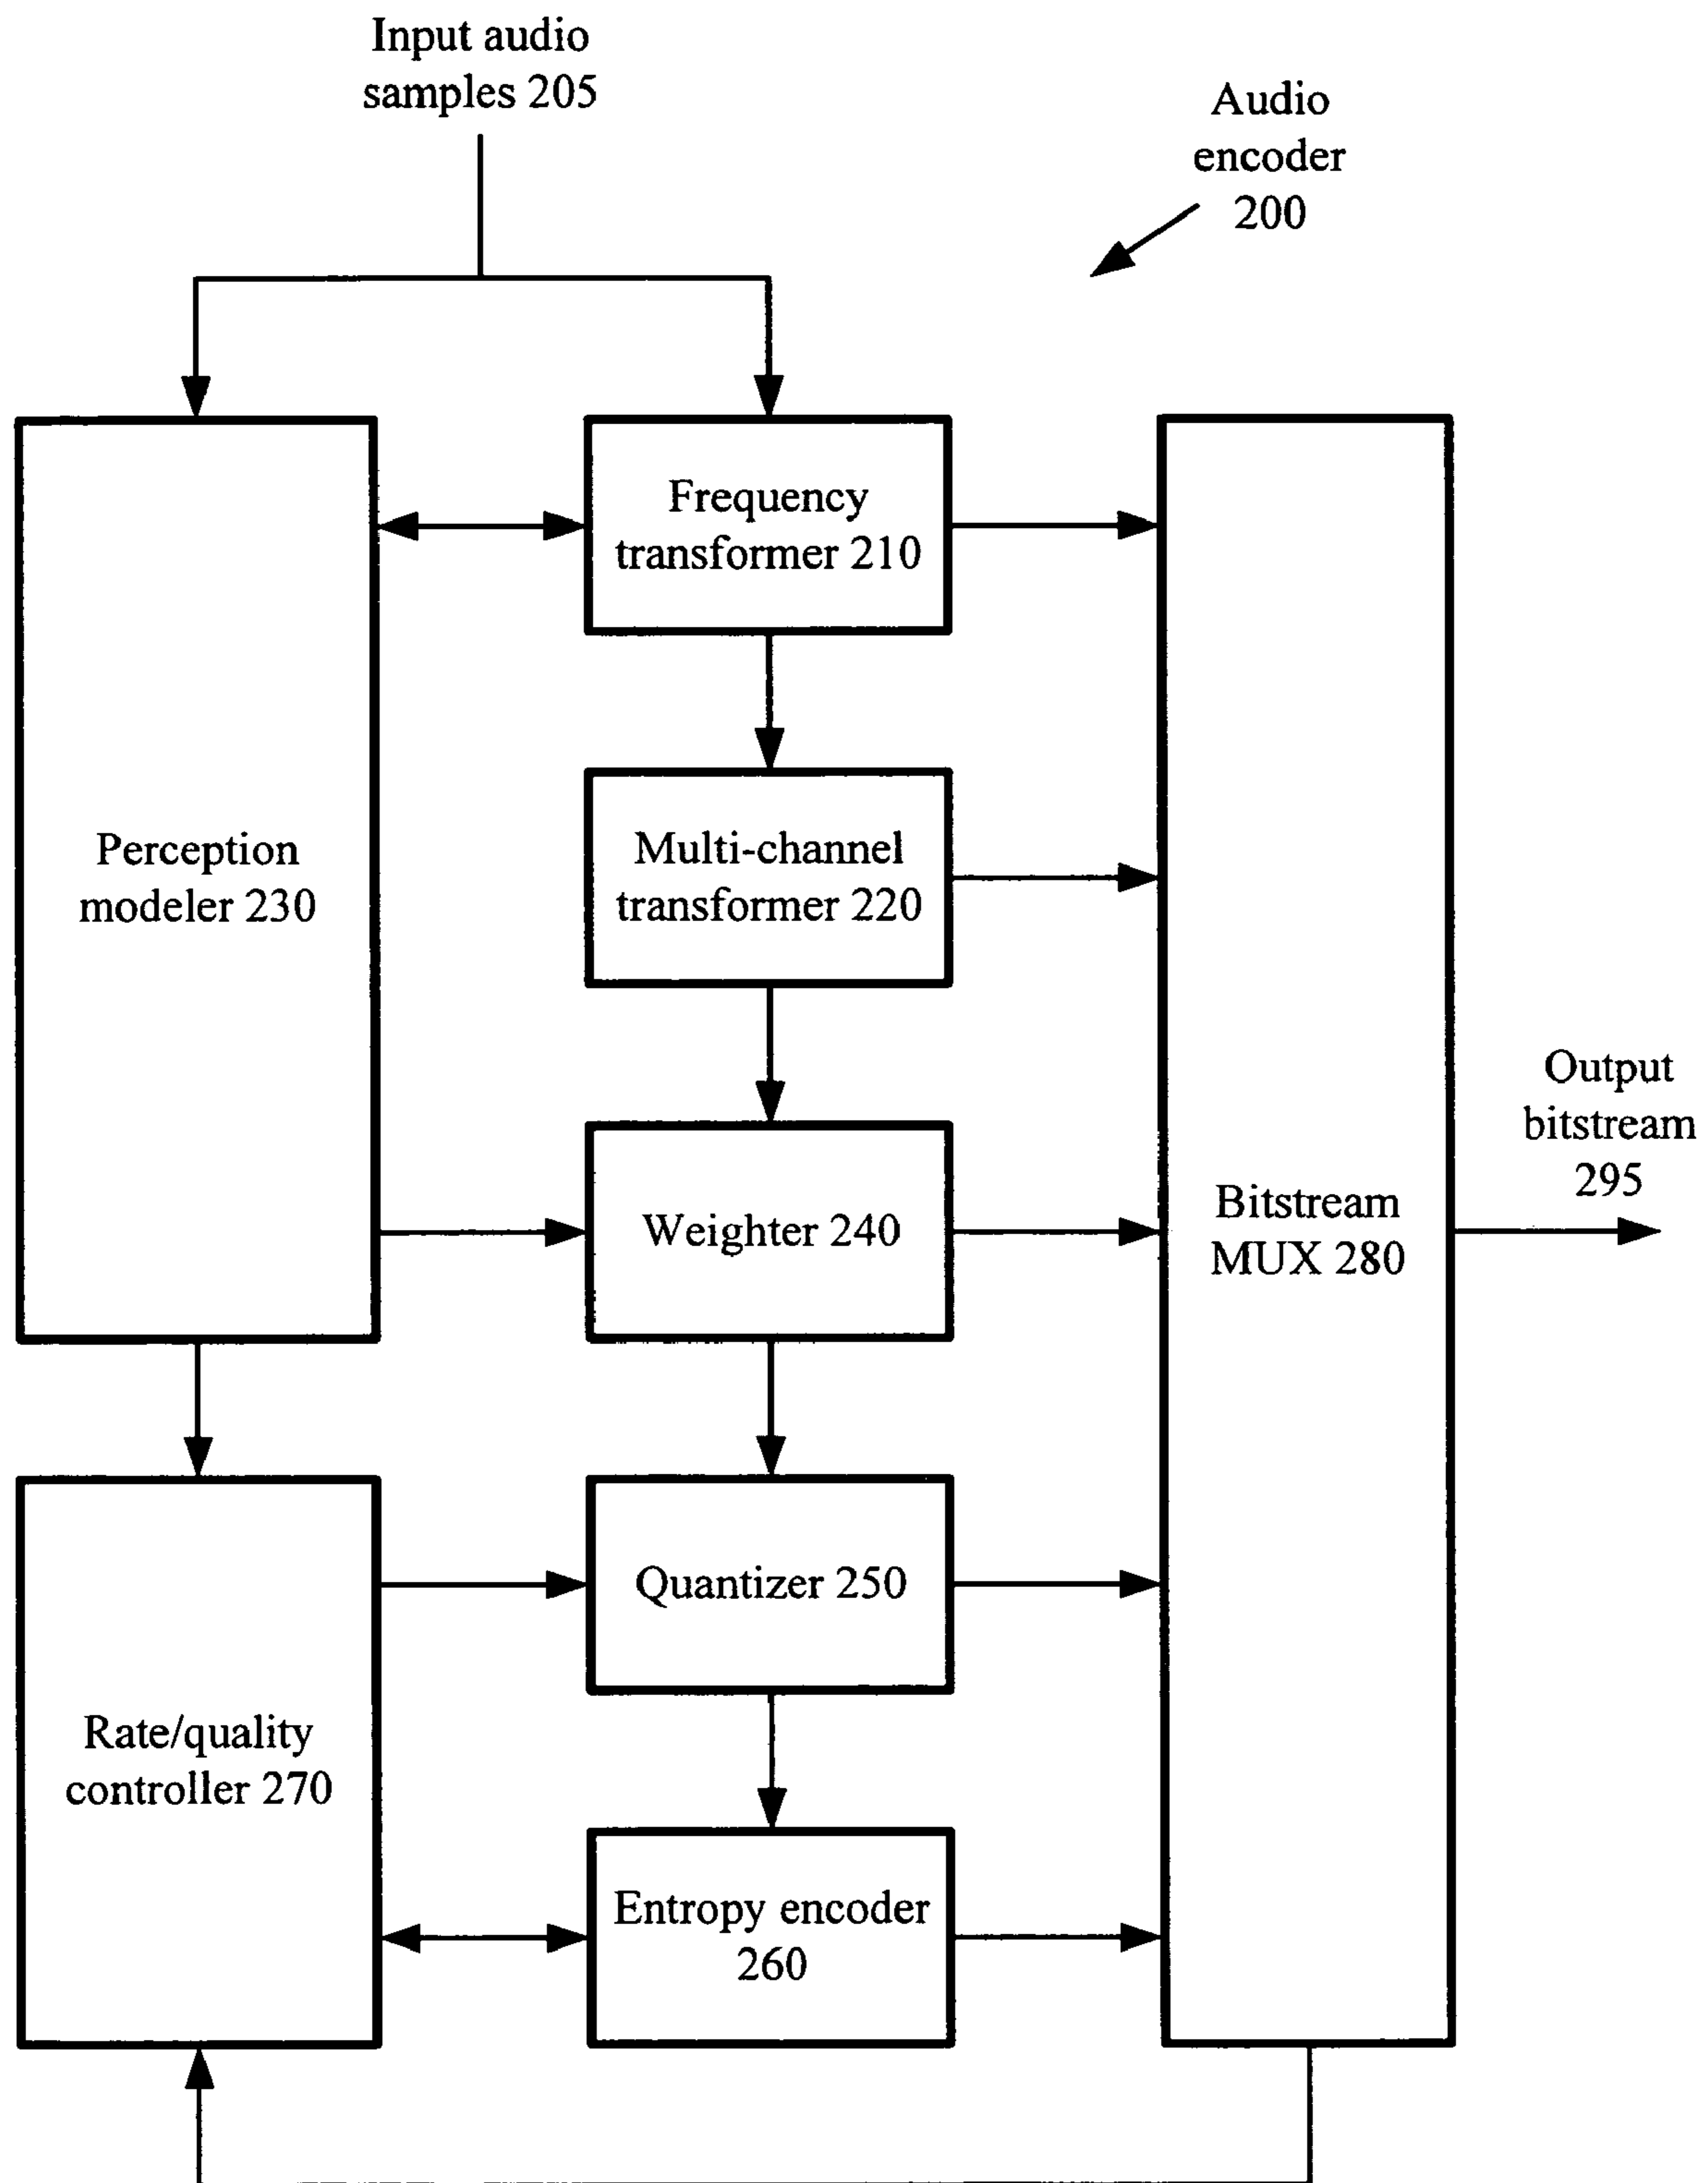 Input audio
samples 205
Audio
encoder
200
Frequency
transformer 210
Perception
modeler 230
Multi-channel
transformer 220
Output
bitstream
295
Weighter 240
Bitstream
MUX 280
Quantizer 250
Rate/quality
controller 270
Entropy encoder
260